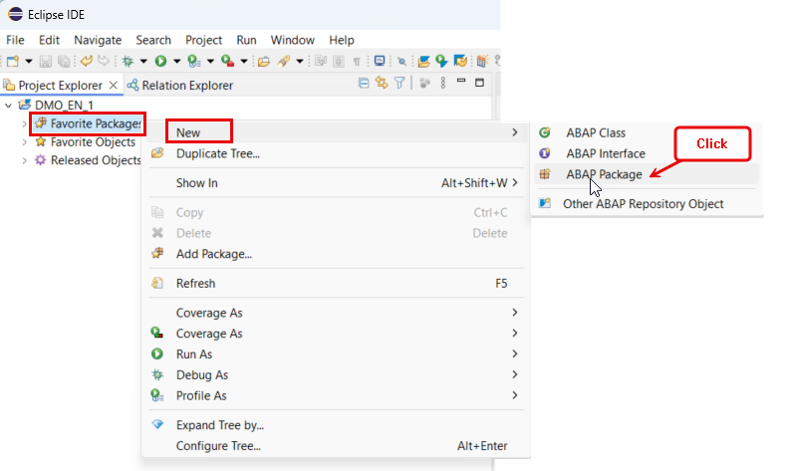 Eclipse IDE
File Edit Navigate Search Project Run Window Help
Project Explorer Relation Explorer
DMO_EN_1
Favorite Packages
Favorite Objects
Released Objects
New
Duplicate Tree...
Show In Alt+Shift+W
Copy Ctrl+C
Delete Delete
Add Package...
Refresh F5
Coverage As
Coverage As
Run As
Debug As
Profile As
Expand Tree by...
Configure Tree... Alt+Enter
ABAP Class
ABAP Interface
ABAP Package
Other ABAP Repository Object
Click